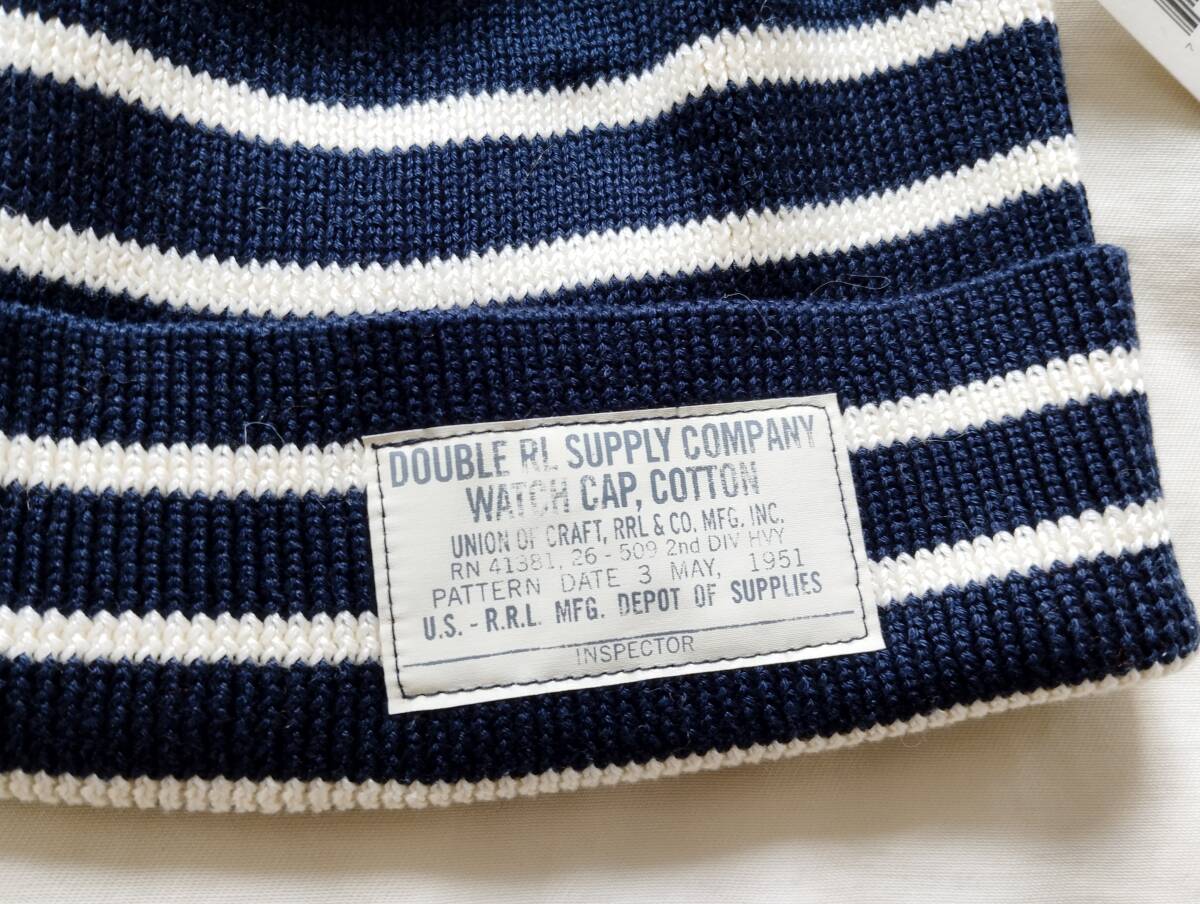 DOUBLE RL SUPPLY COMPANY
WATCH CAP, COTTON
UNION OF CRAFT, RRL & CO. MFG. INC.
RN 41381, 26 - 509 2nd DIV HVY
PATTERN DATE 3 MAY, 1951
U.S. - R.R.L. MFG. DEPOT OF SUPPLIES
INSPECTOR